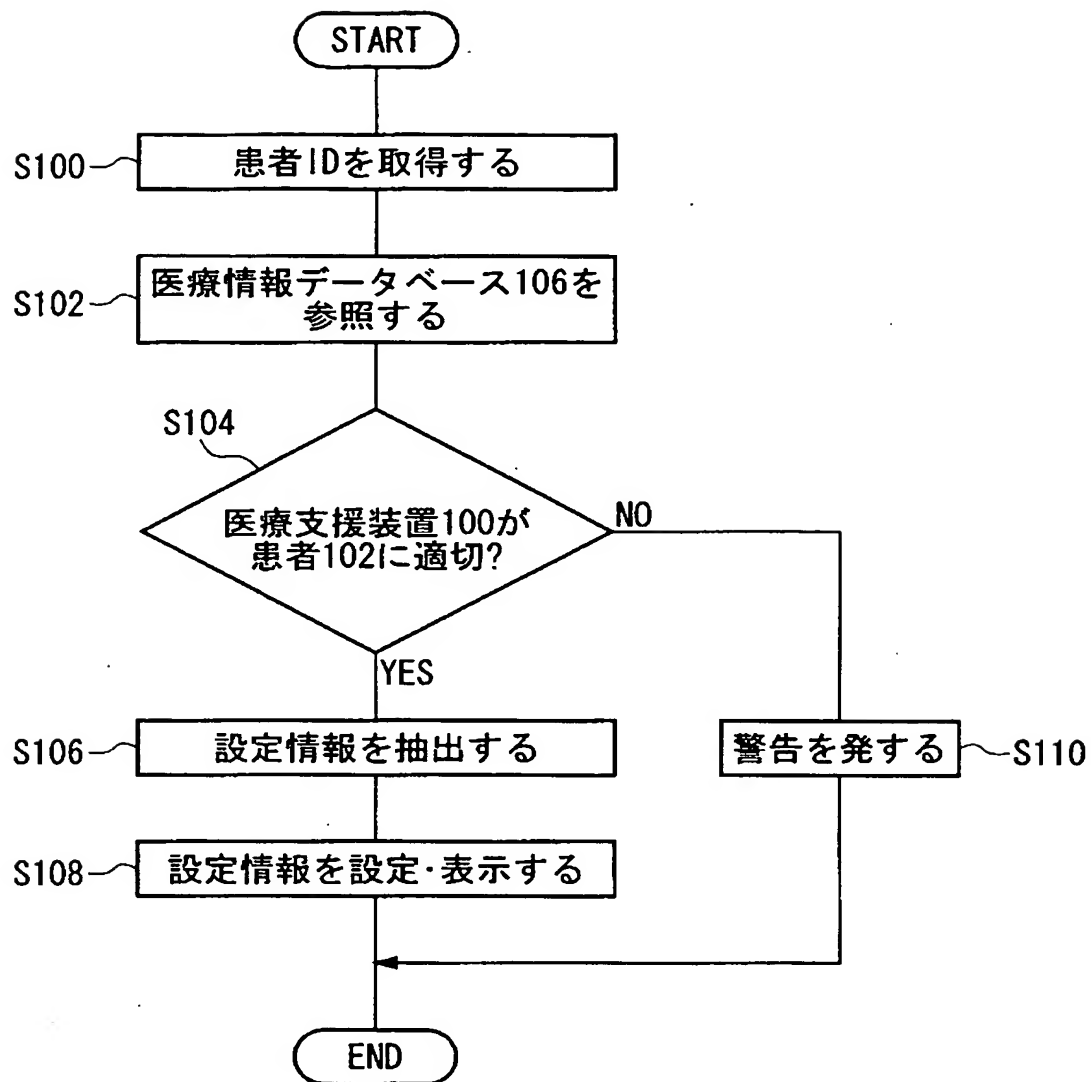 START
S100
患者IDを取得する
S102
医療情報データベース106を
参照する
S104
医療支援装置100が
患者102に適切?
NO
YES
S106
設定情報を抽出する
警告を発する
S110
S108
設定情報を設定・表示する
END